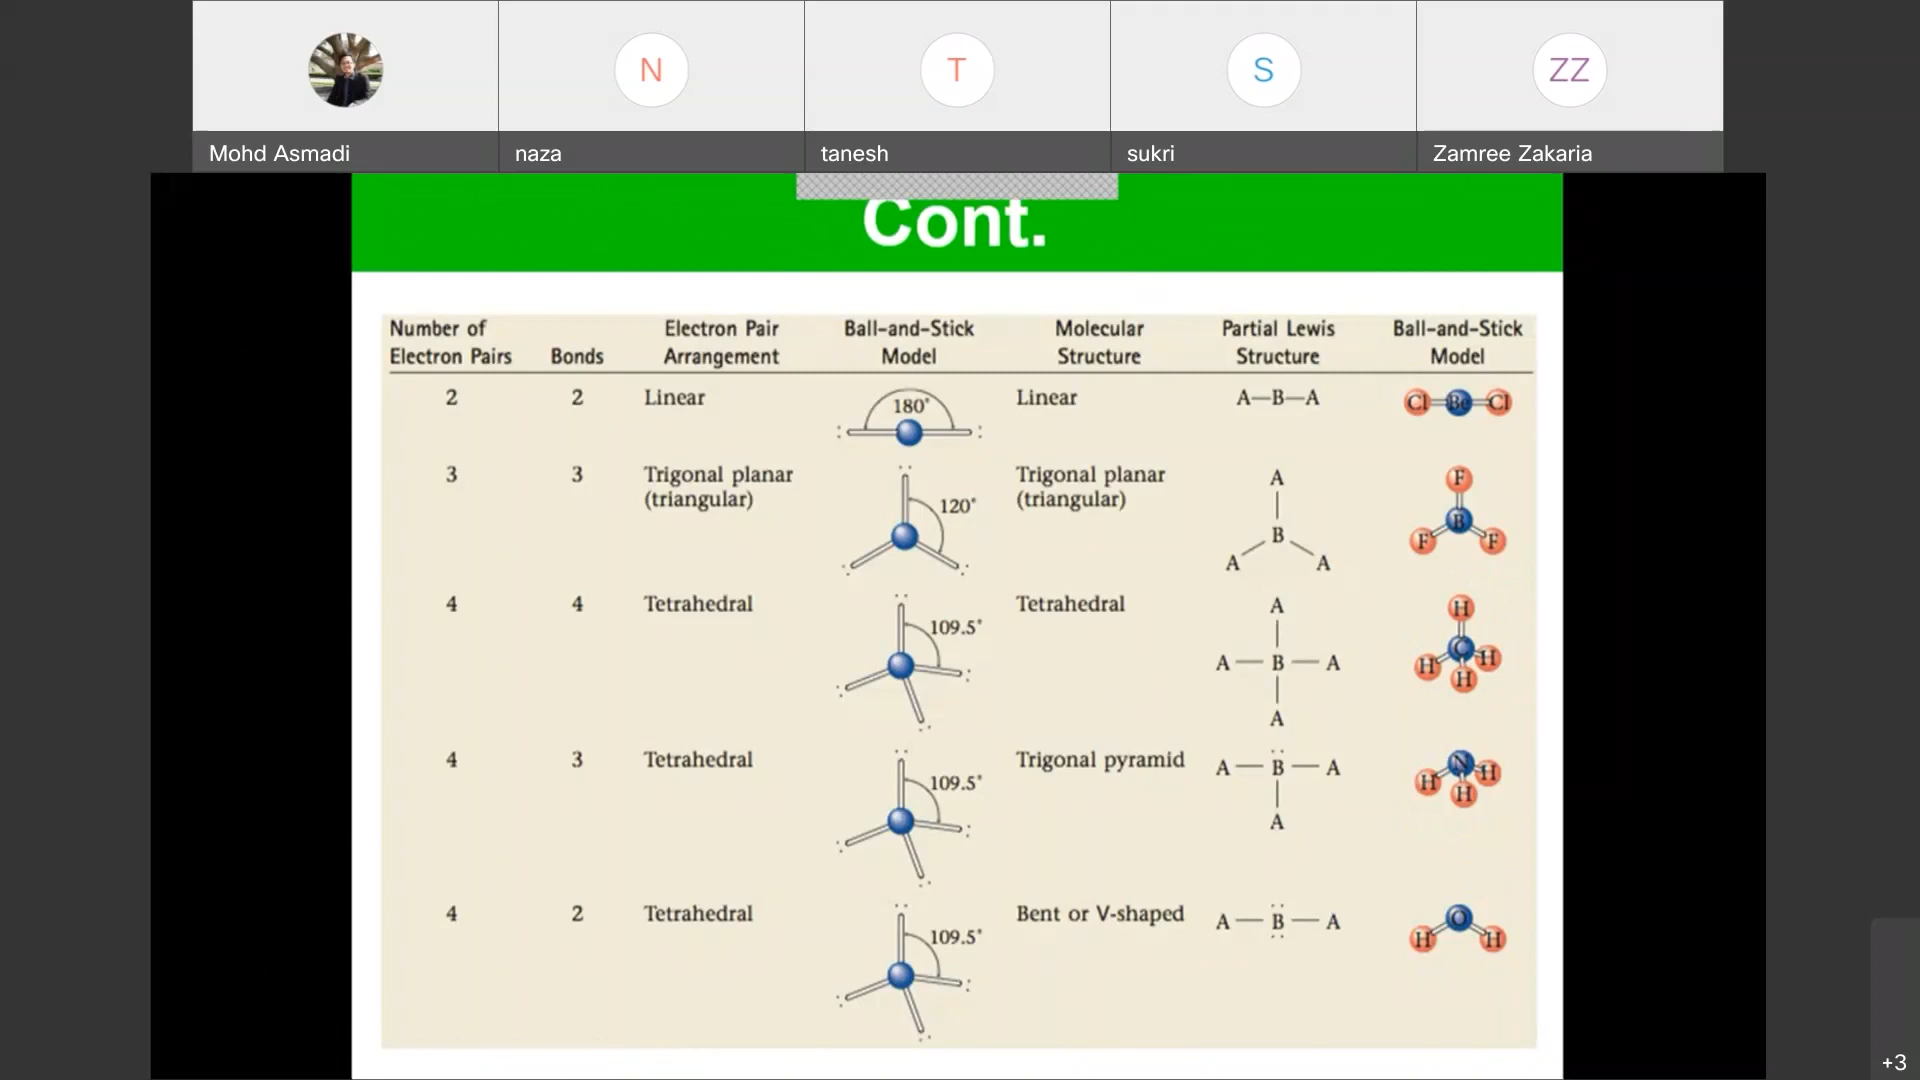 N
T
S
ZZ
Mohd Asmadi
naza
tanesh
sukri
Zamree Zakaria
Cont.
Number of Electron Pairs
Bonds
Electron Pair Arrangement
Ball-and-Stick Model
Molecular Structure
Partial Lewis Structure
Ball-and-Stick Model
2 2 Linear 180° Linear A—B—A Cl Be Cl
3 3 Trigonal planar (triangular) 120° Trigonal planar (triangular)
A
B
A A
F
B
F F
4 4 Tetrahedral 109.5° Tetrahedral
A
A — B — A
A
H
C
H H
H
4 3 Tetrahedral 109.5° Trigonal pyramid
A — B — A
A
N
H H
H
4 2 Tetrahedral 109.5° Bent or V-shaped
A — B — A
O
H H
+3